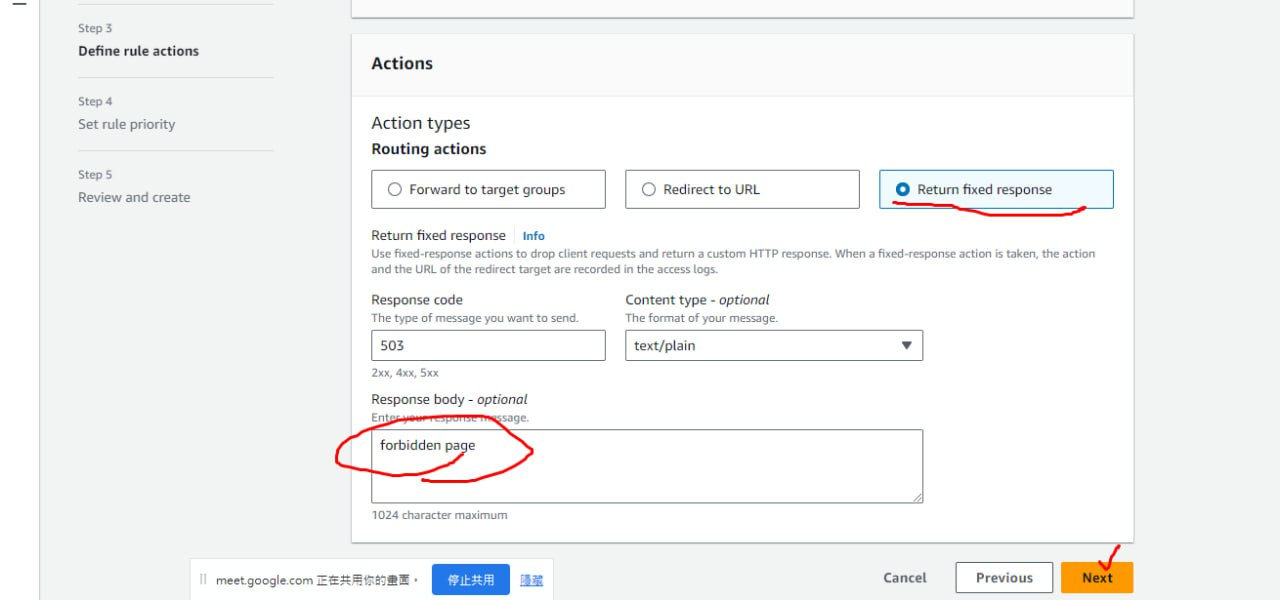 Step 3
Define rule actions
Step 4
Set rule priority
Step 5
Review and create
Actions
Action types
Routing actions
Forward to target groups
Redirect to URL
Return fixed response
Return fixed response Info
Use fixed-response actions to drop client requests and return a custom HTTP response. When a fixed-response action is taken, the action
and the URL of the redirect target are recorded in the access logs.
Response code
The type of message you want to send.
503
2xx, 4xx, 5xx
Content type - optional
The format of your message.
text/plain
Response body - optional
Enter your response message.
forbidden page
1024 character maximum
meet.google.com 正在共用你的畫面。
停止共用
隱藏
Cancel
Previous
Next